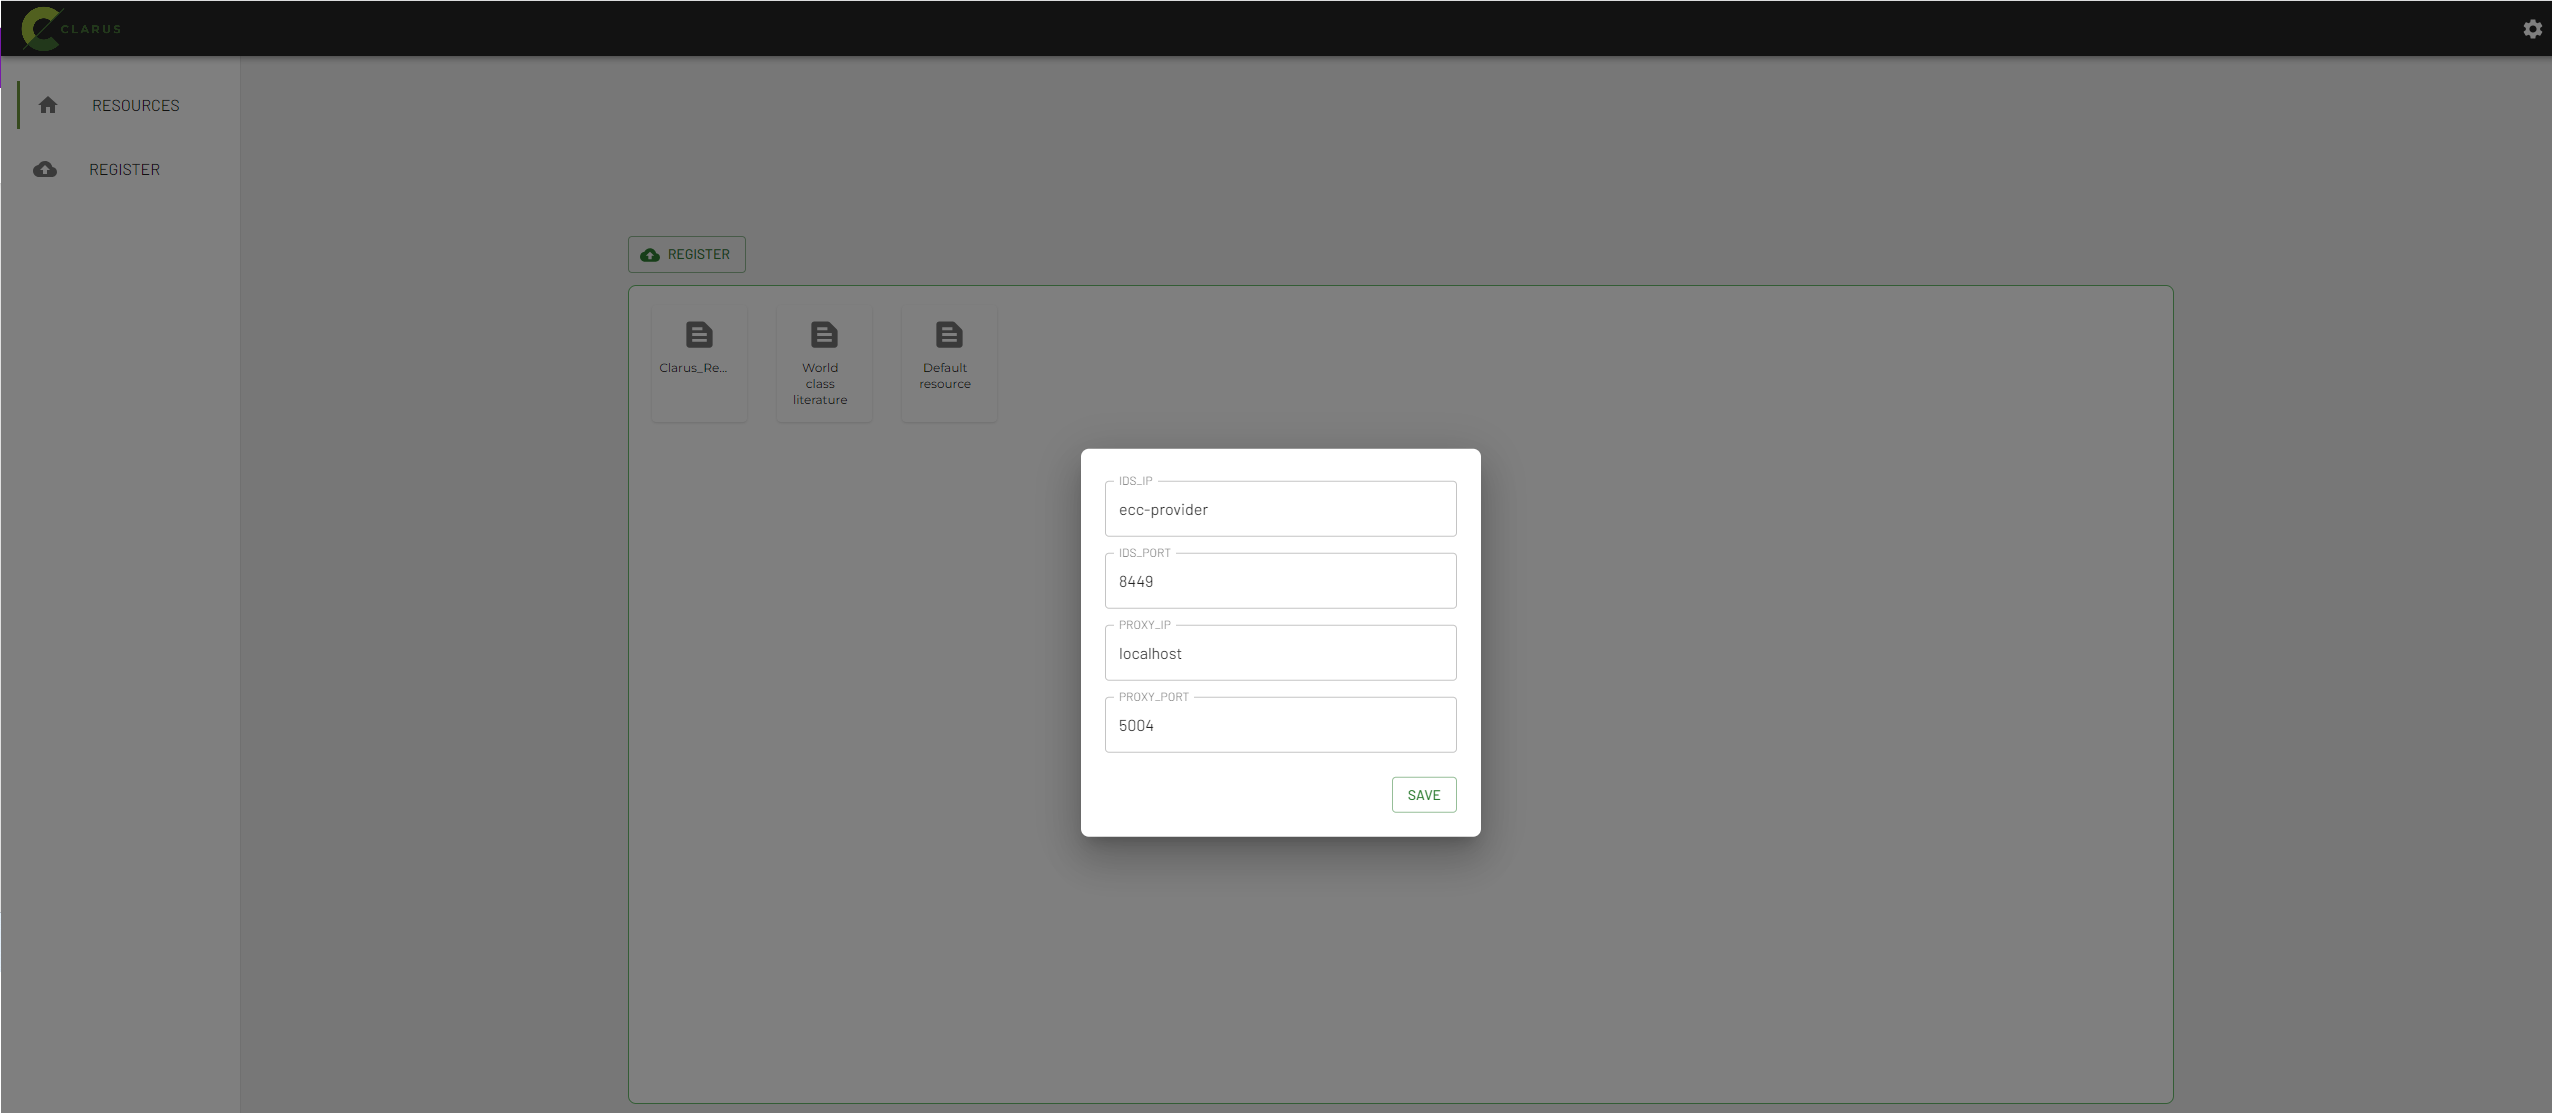 CLARUS
RESOURCES
REGISTER
REGISTER
Clarus_Re...
World
class
literature
Default
resource
IDS_IP
ecc-provider
IDS_PORT
8449
PROXY_IP
localhost
PROXY_PORT
5004
SAVE